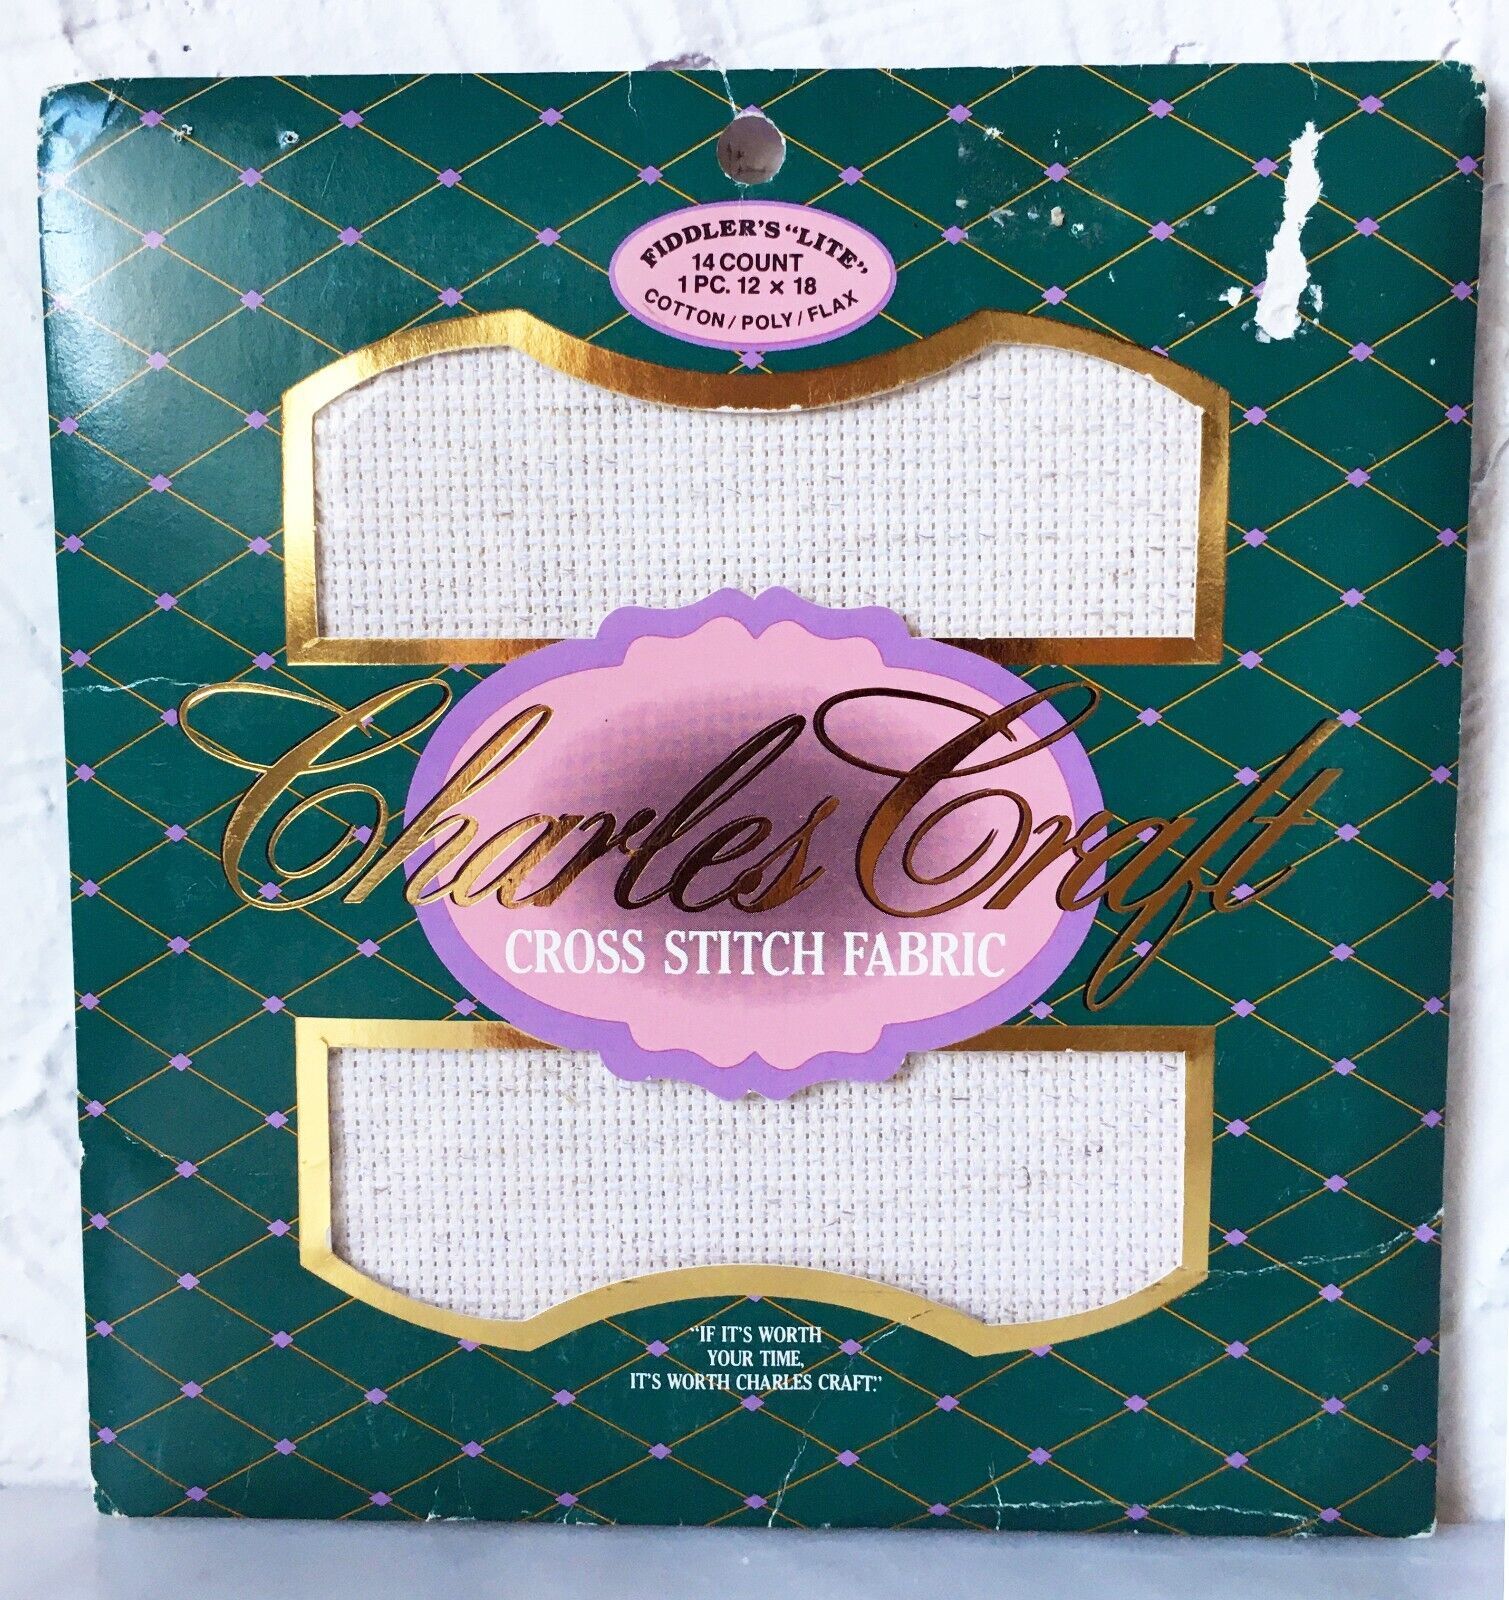 FIDDLER'S "LITE"
14 COUNT
1 PC. 12 × 18
COTTON/POLY/FLAX
Charles Craft
CROSS STITCH FABRIC
"IF IT'S WORTH
YOUR TIME,
IT'S WORTH CHARLES CRAFT."